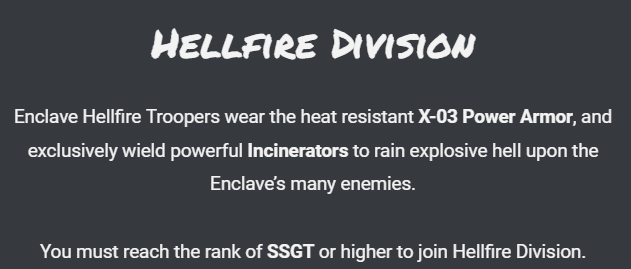 Hellfire Division
Enclave Hellfire Troopers wear the heat resistant X-03 Power Armor, and
exclusively wield powerful Incinerators to rain explosive hell upon the
Enclave’s many enemies.
You must reach the rank of SSGT or higher to join Hellfire Division.